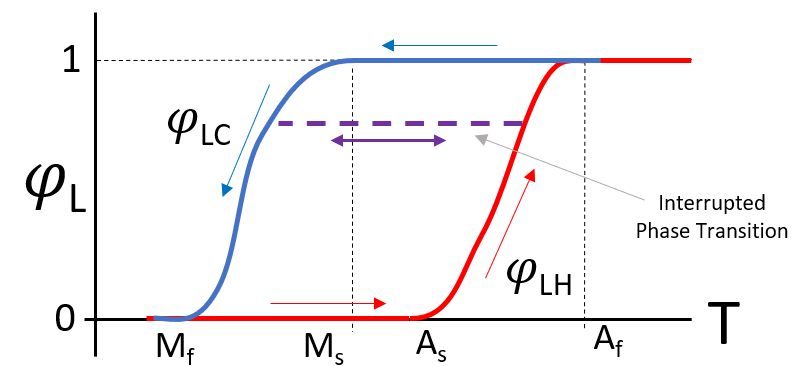 1
φLC
φL
Interrupted
Phase Transition
φLH
0
T
Mf
Ms
As
Af